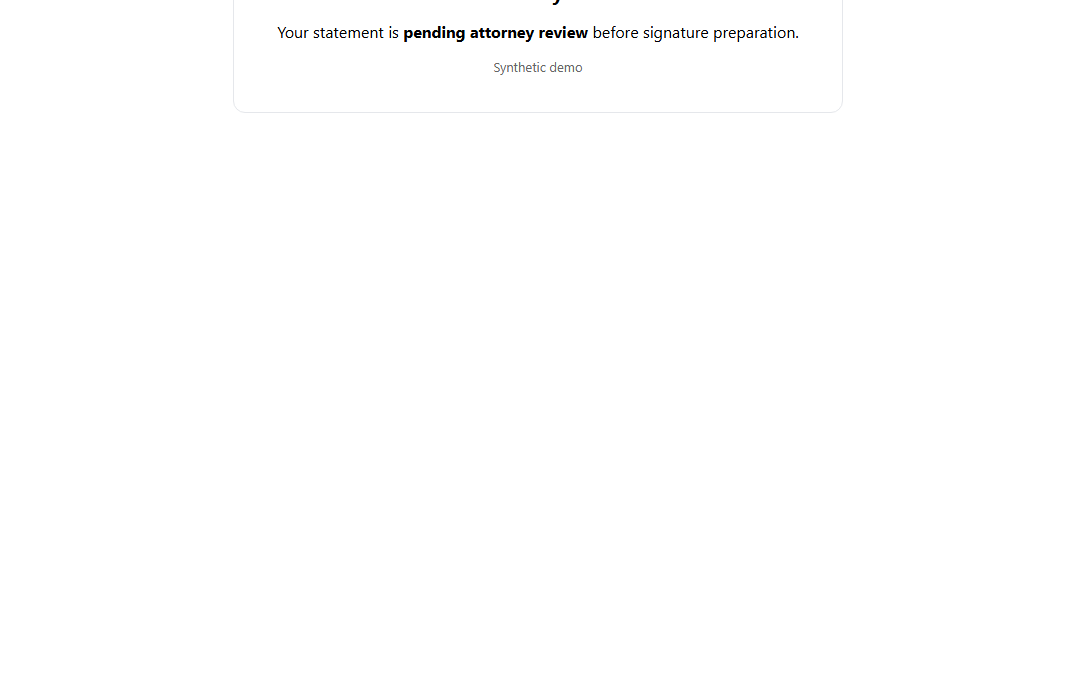 Your statement is pending attorney review before signature preparation.
Synthetic demo